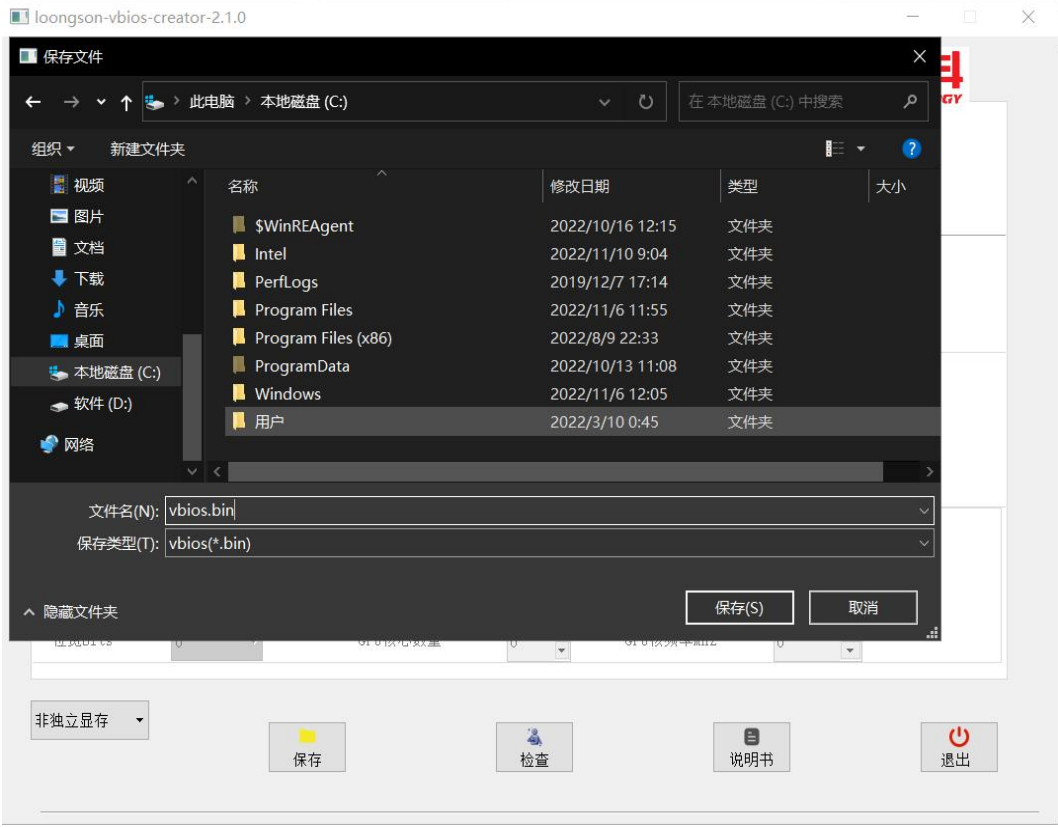 loongson-vbios-creator-2.1.0
保存文件
此电脑 > 本地磁盘 (C:)
在 本地磁盘 (C:) 中搜索
GY
组织 新建文件夹
视频
图片
文档
下载
音乐
桌面
本地磁盘 (C:)
软件 (D:)
网络
名称 修改日期 类型 大小
$WinREAgent 2022/10/16 12:15 文件夹
Intel 2022/11/10 9:04 文件夹
PerfLogs 2019/12/7 17:14 文件夹
Program Files 2022/11/6 11:55 文件夹
Program Files (x86) 2022/8/9 22:33 文件夹
ProgramData 2022/10/13 11:08 文件夹
Windows 2022/11/6 12:05 文件夹
用户 2022/3/10 0:45 文件夹
文件名(N): vbios.bin
保存类型(T): vbios(*.bin)
隐藏文件夹
保存(S) 取消
非独立显存
保存 检查 说明书 退出